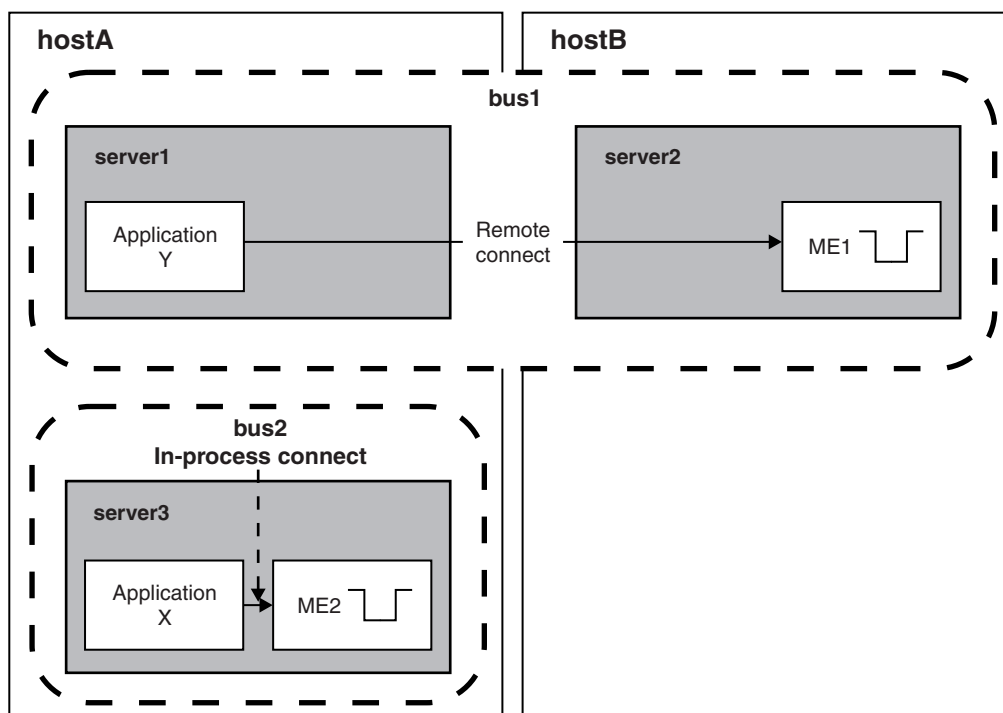 hostA
hostB
bus1
server1
server2
Application
Y
Remote
connect
ME1
bus2
In-process connect
server3
Application
X
ME2